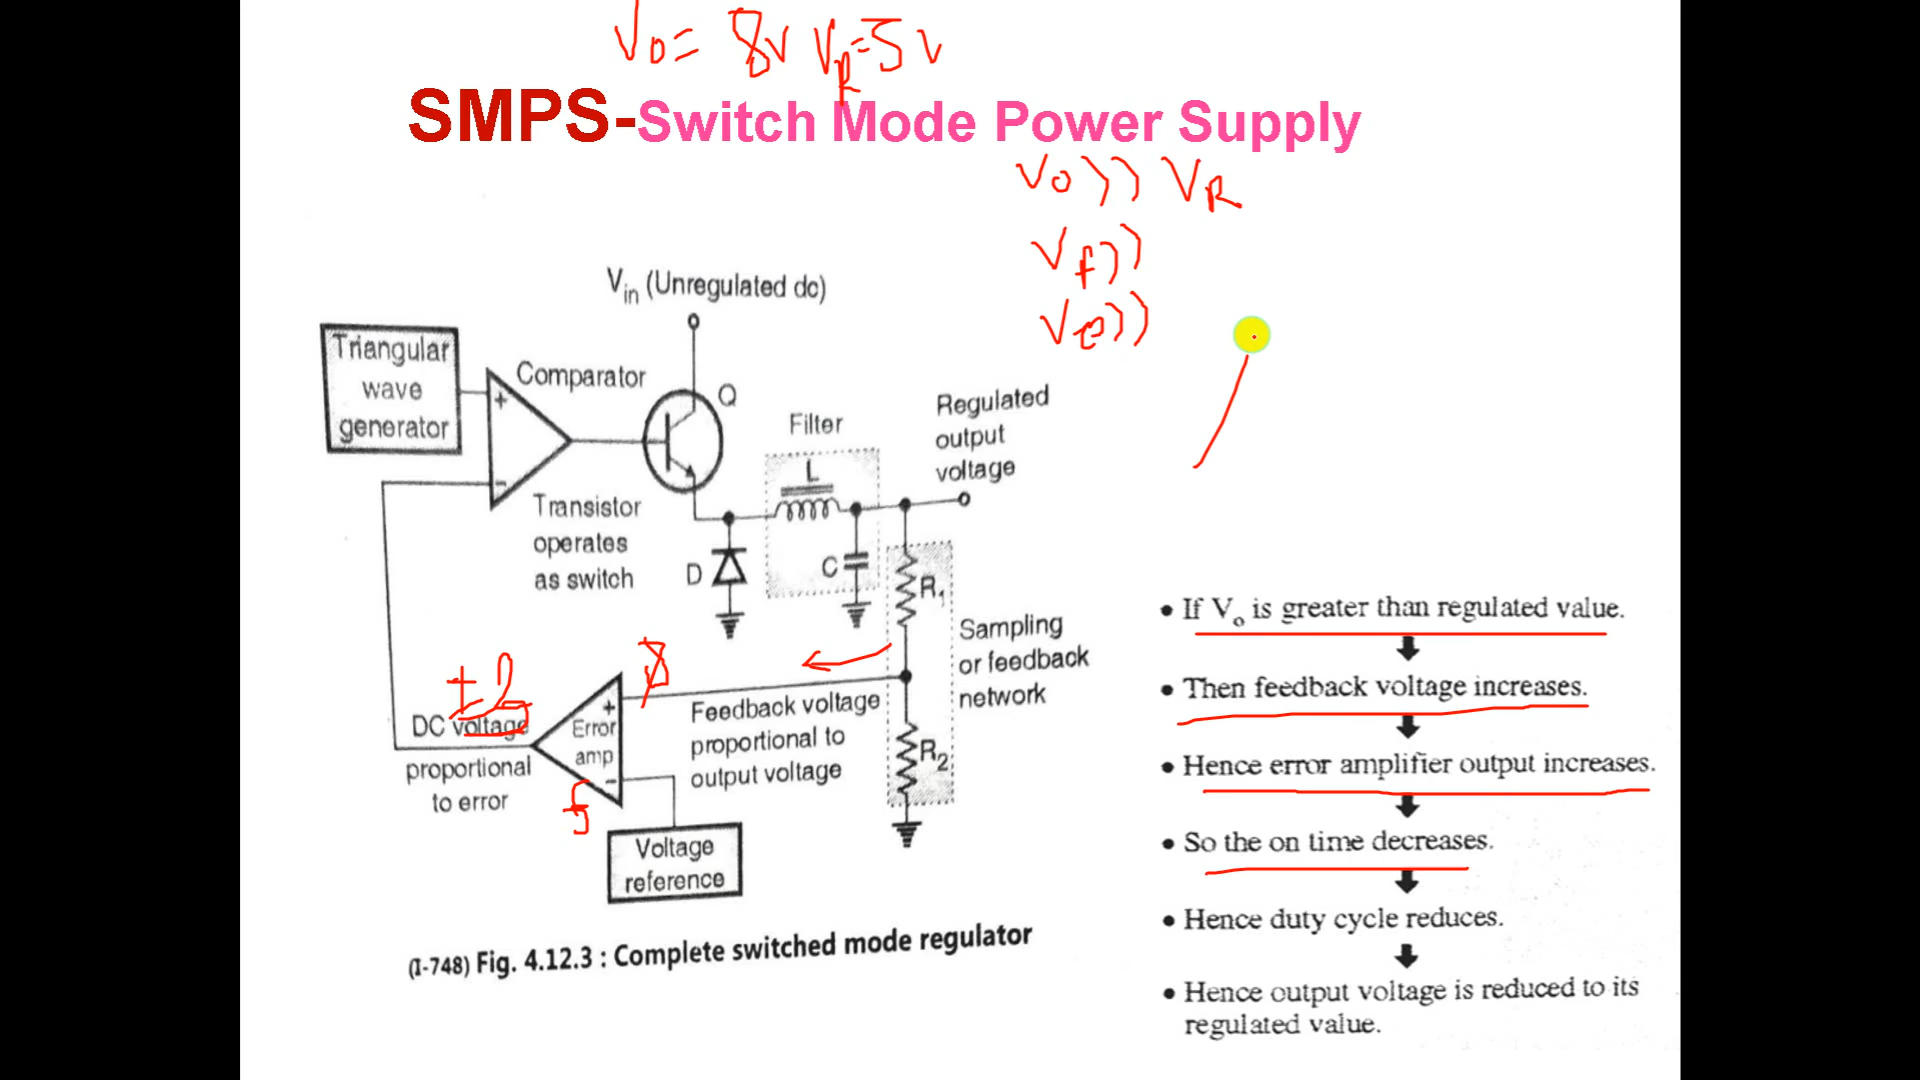 Vo= 8V VR=5V
SMPS-Switch Mode Power Supply
Vo>> VR
Vf>>
Ve>>
Vin (Unregulated dc)
Triangular
wave
generator
+
Comparator
-
Q
Transistor
operates
as switch
Filter
L
C
D
Regulated
output
voltage
R1
Sampling
or feedback
network
R2
Feedback voltage
proportional to
output voltage
8
±2
DC voltage
proportional
to error
+
Error
amp
-
5
Voltage
reference
(I-748) Fig. 4.12.3 : Complete switched mode regulator
• If Vo is greater than regulated value.
• Then feedback voltage increases.
• Hence error amplifier output increases.
• So the on time decreases.
• Hence duty cycle reduces.
• Hence output voltage is reduced to its
regulated value.